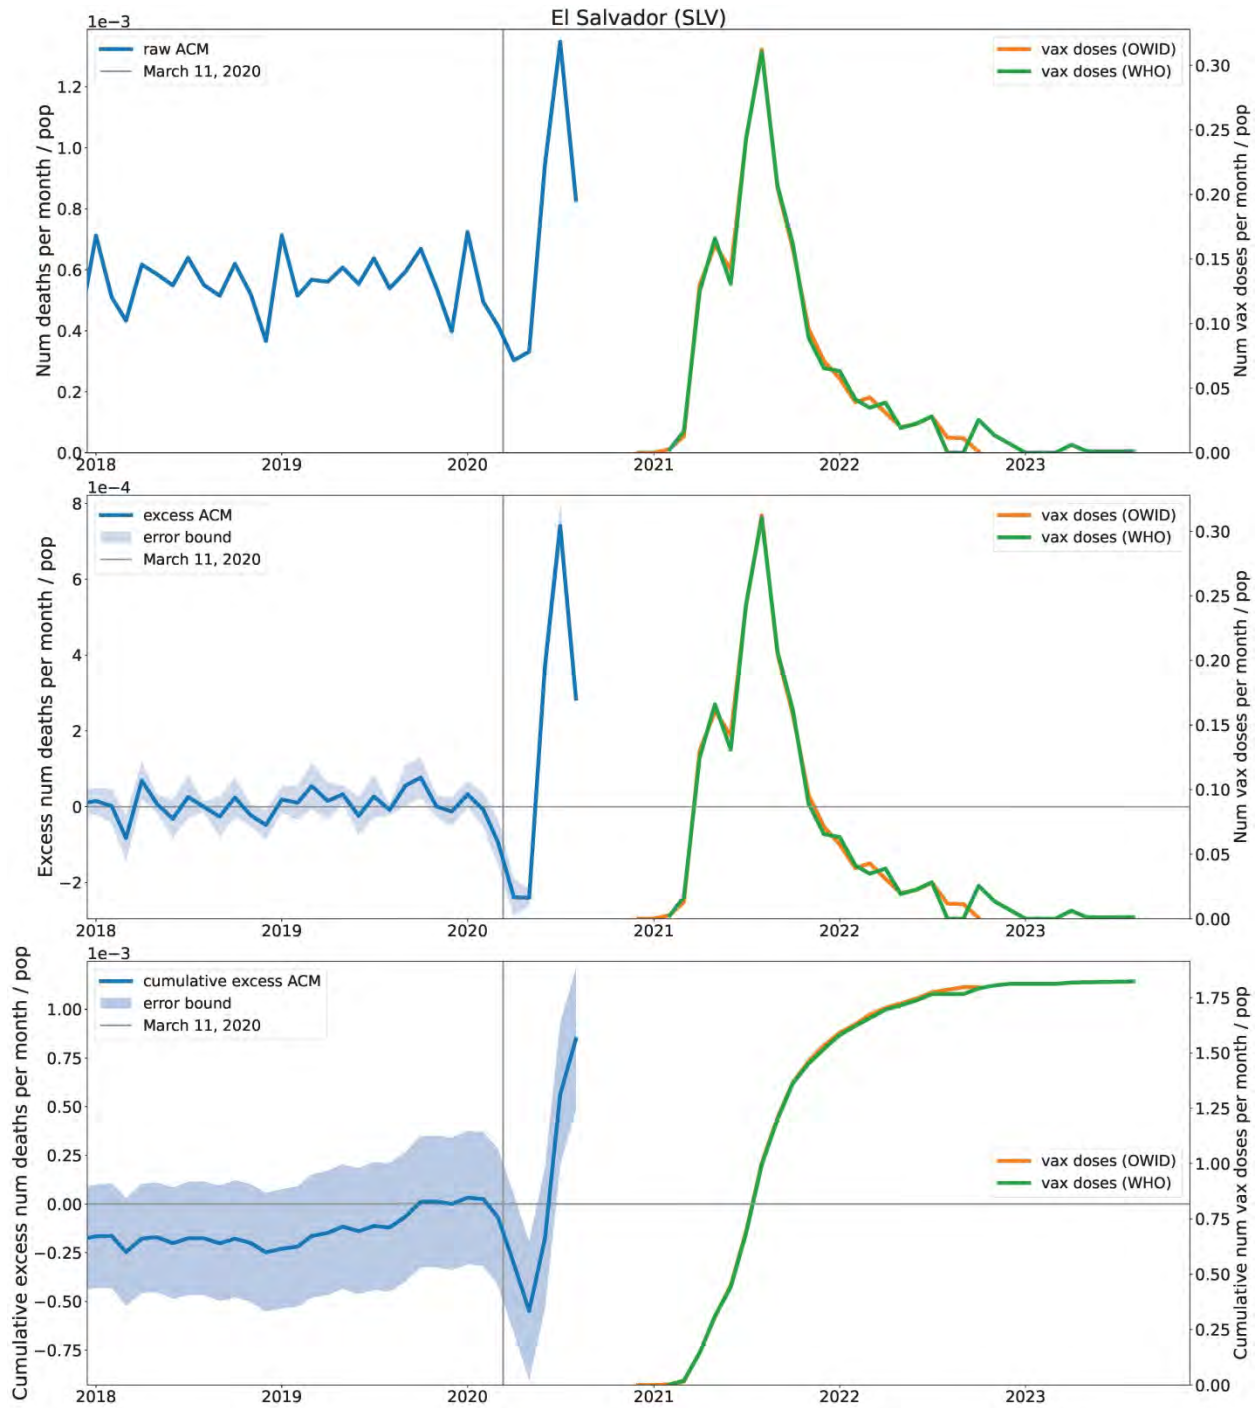 El Salvador (SLV)
1e−3
raw ACM
March 11, 2020
vax doses (OWID)
vax doses (WHO)
Num deaths per month / pop
1.2
1.0
0.8
0.6
0.4
0.2
0.0
Num vax doses per month / pop
0.30
0.25
0.20
0.15
0.10
0.05
0.00
2018 2019 2020 2021 2022 2023
1e−4
excess ACM
error bound
March 11, 2020
vax doses (OWID)
vax doses (WHO)
Excess num deaths per month / pop
8
6
4
2
0
−2
Num vax doses per month / pop
0.30
0.25
0.20
0.15
0.10
0.05
0.00
2018 2019 2020 2021 2022 2023
1e−3
cumulative excess ACM
error bound
March 11, 2020
vax doses (OWID)
vax doses (WHO)
Cumulative excess num deaths per month / pop
1.00
0.75
0.50
0.25
0.00
−0.25
−0.50
−0.75
Cumulative num vax doses per month / pop
1.75
1.50
1.25
1.00
0.75
0.50
0.25
0.00
2018 2019 2020 2021 2022 2023